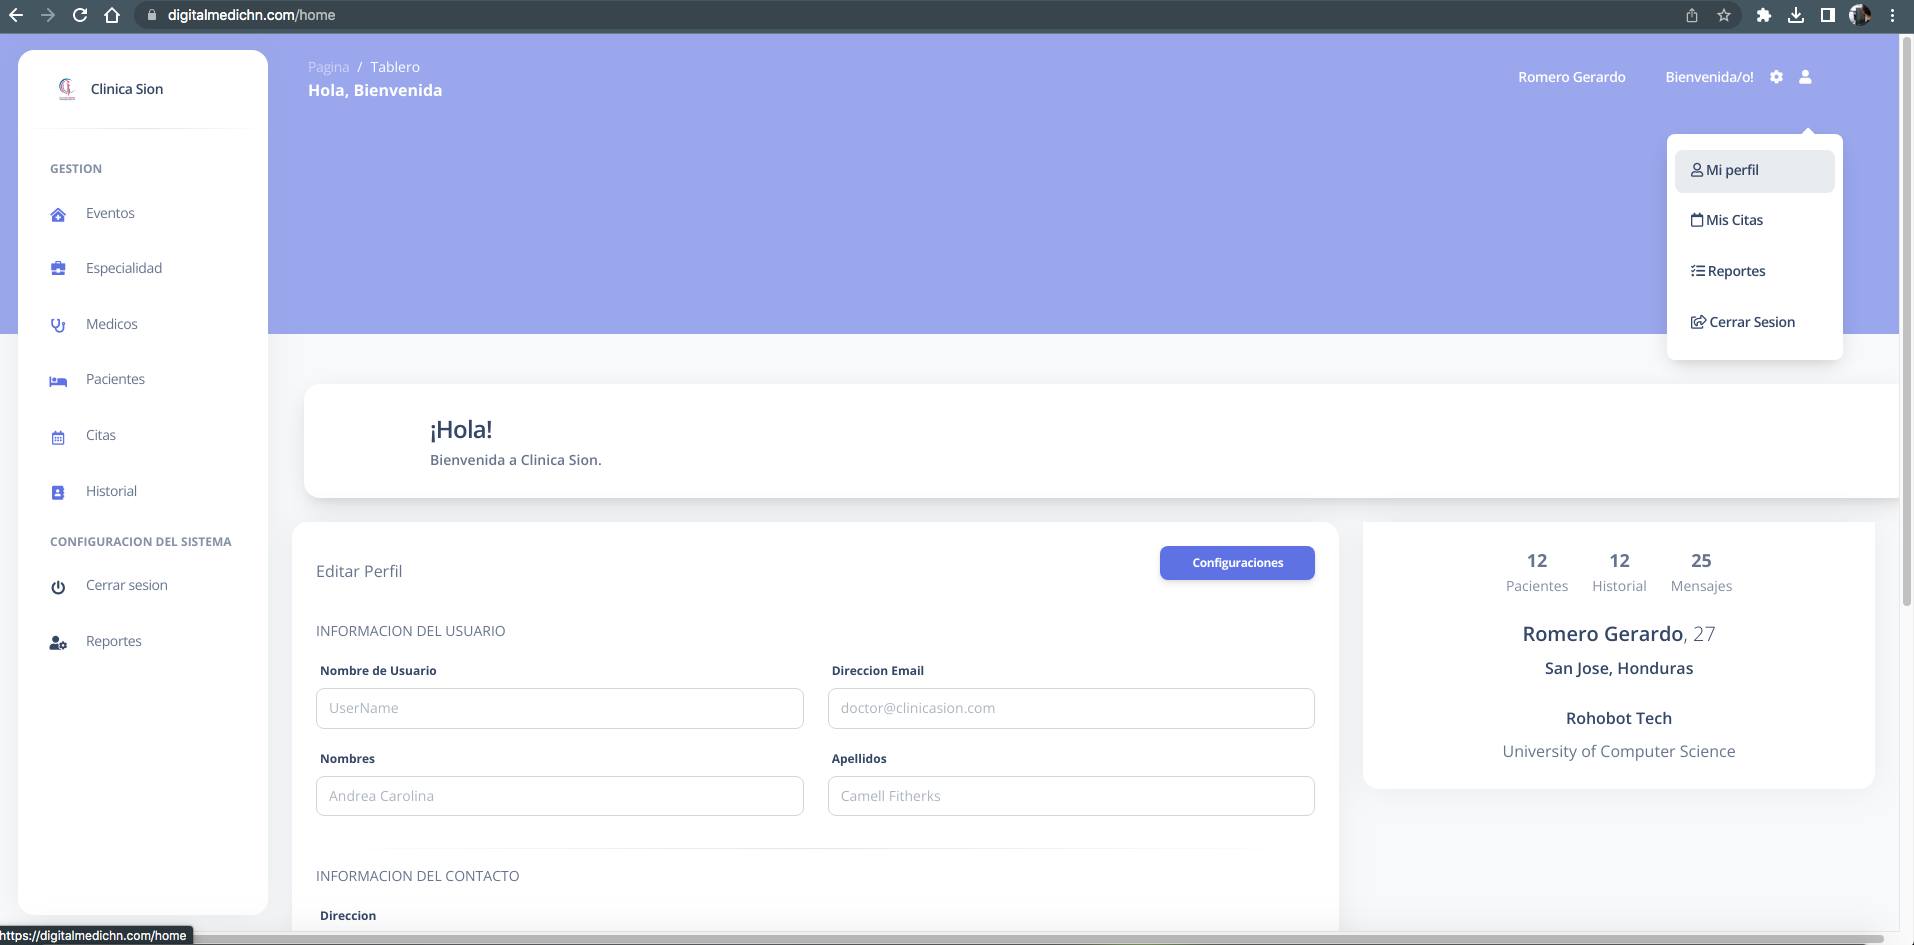 digitalmedichn.com/home
Clinica Sion
GESTION
Eventos
Especialidad
Medicos
Pacientes
Citas
Historial
CONFIGURACION DEL SISTEMA
Cerrar sesion
Reportes
Pagina / Tablero
Hola, Bienvenida
Romero Gerardo Bienvenida/o!
Mi perfil
Mis Citas
Reportes
Cerrar Sesion
¡Hola!
Bienvenida a Clinica Sion.
Editar Perfil
Configuraciones
INFORMACION DEL USUARIO
Nombre de Usuario Direccion Email
UserName doctor@clinicasion.com
Nombres Apellidos
Andrea Carolina Camell Fitherks
INFORMACION DEL CONTACTO
Direccion
12 12 25
Pacientes Historial Mensajes
Romero Gerardo, 27
San Jose, Honduras
Rohobot Tech
University of Computer Science
https://digitalmedichn.com/home